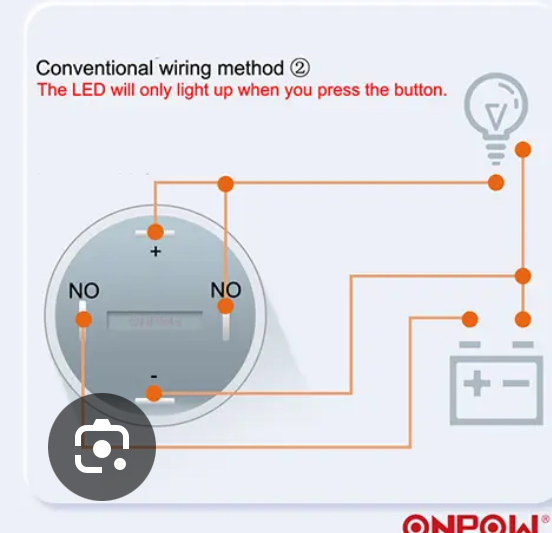 Conventional wiring method ②
The LED will only light up when you press the button.
+
NO
NO
-
+ -
ONPOW®